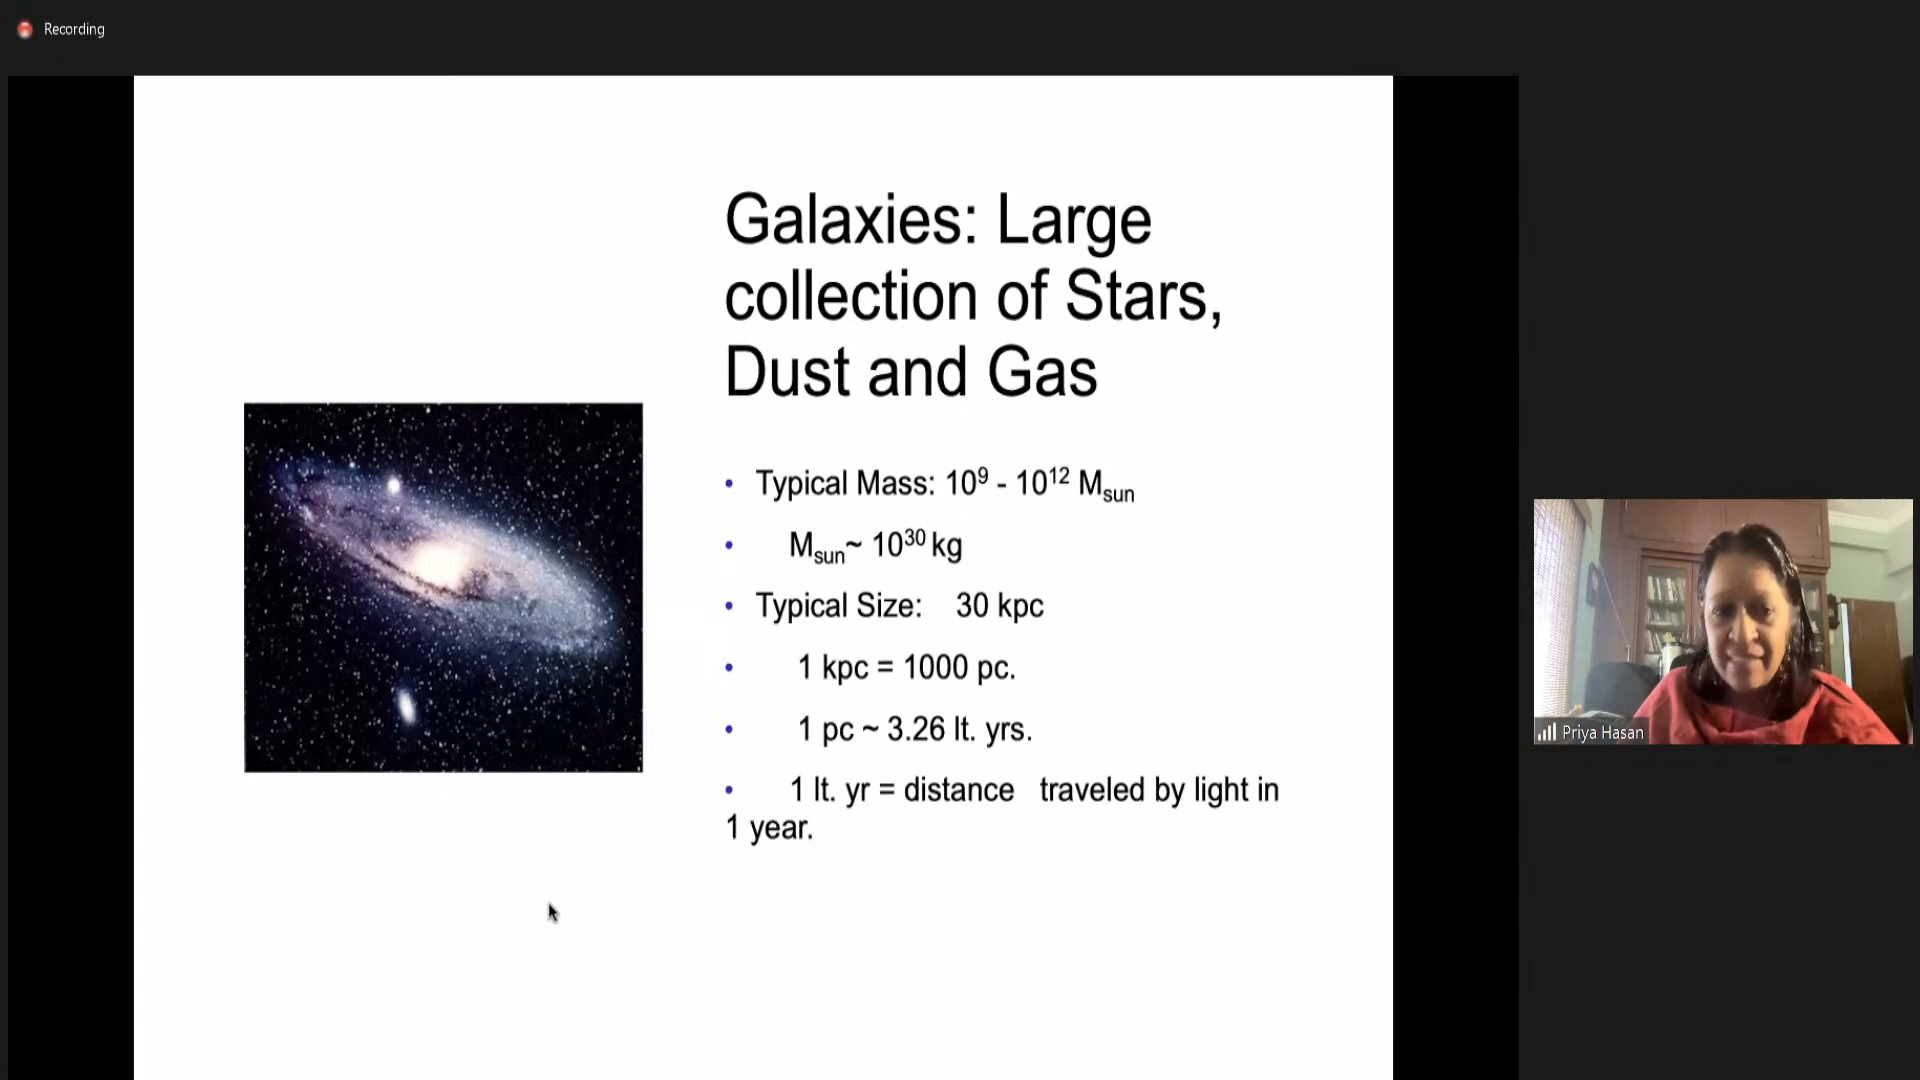 Recording
Galaxies: Large
collection of Stars,
Dust and Gas
• Typical Mass: 10⁹ - 10¹² Msun
• Msun~ 10³⁰ kg
• Typical Size: 30 kpc
• 1 kpc = 1000 pc.
• 1 pc ~ 3.26 lt. yrs.
• 1 lt. yr = distance traveled by light in
1 year.
Priya Hasan